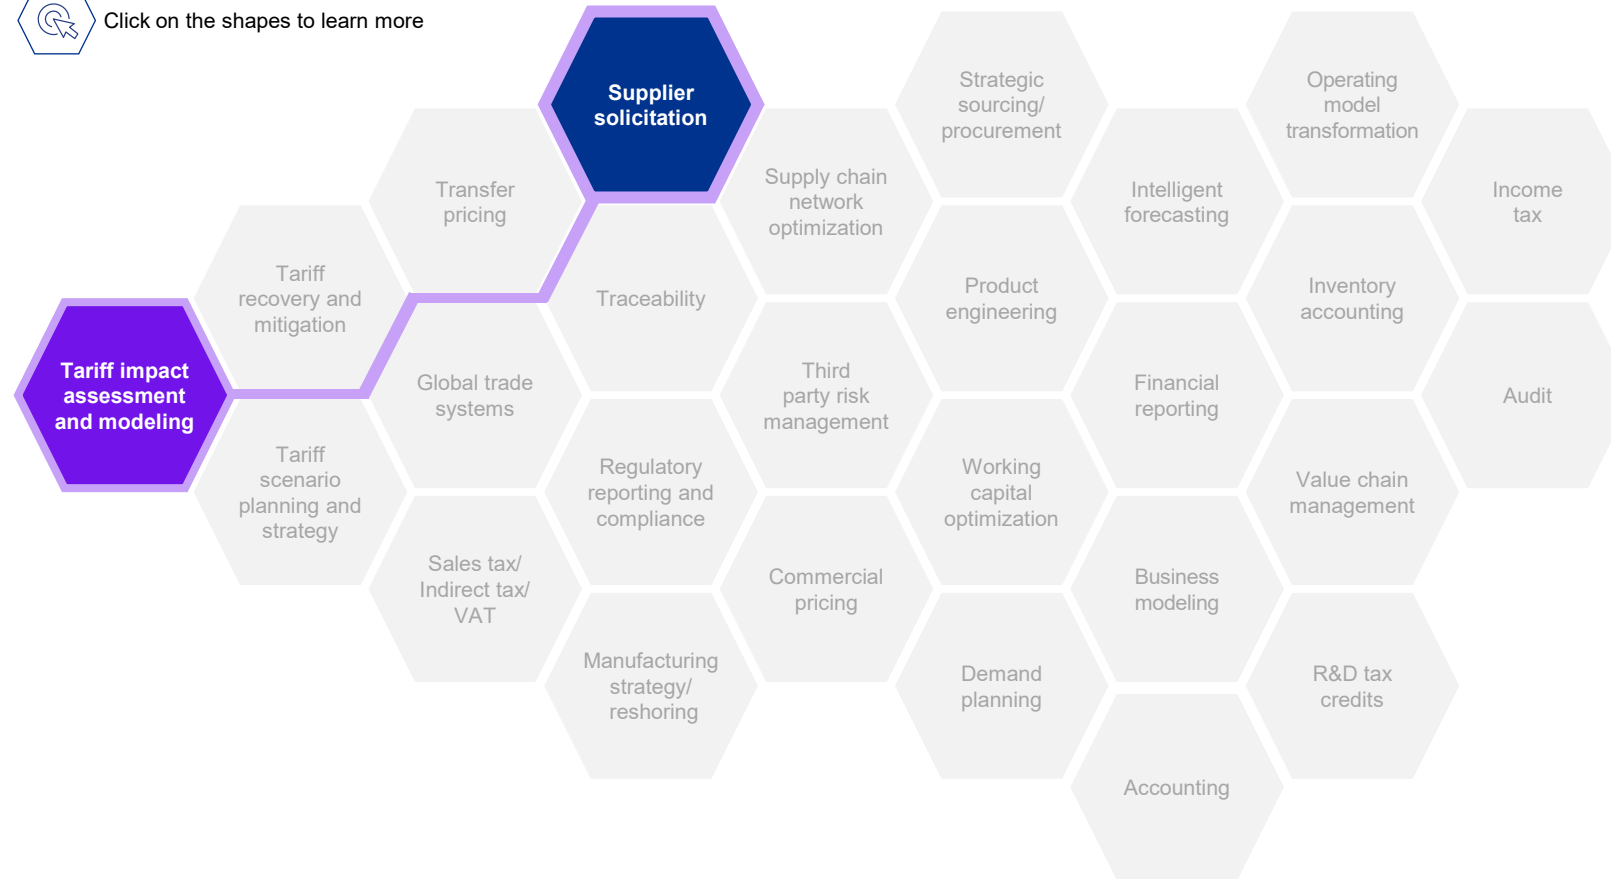 Click on the shapes to learn more
Supplier
solicitation
Strategic
sourcing/
procurement
Operating
model
transformation
Transfer
pricing
Supply chain
network
optimization
Intelligent
forecasting
Income
tax
Tariff
recovery and
mitigation
Traceability
Product
engineering
Inventory
accounting
Tariff impact
assessment
and modeling
Global trade
systems
Third
party risk
management
Financial
reporting
Audit
Tariff
scenario
planning and
strategy
Regulatory
reporting and
compliance
Working
capital
optimization
Value chain
management
Sales tax/
Indirect tax/
VAT
Commercial
pricing
Business
modeling
Manufacturing
strategy/
reshoring
Demand
planning
R&D tax
credits
Accounting